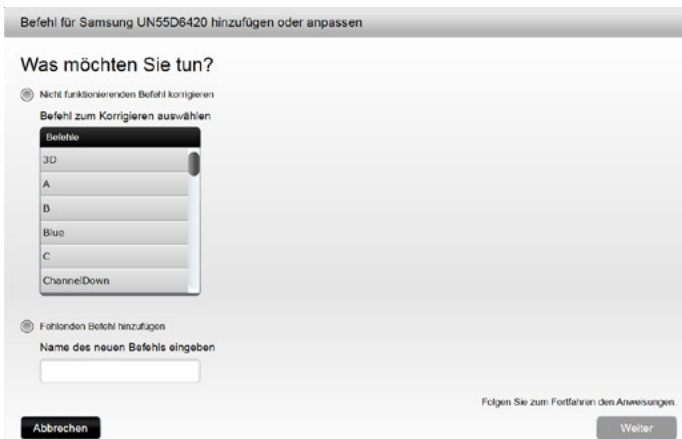 Befehl für Samsung UN55D6420 hinzufügen oder anpassen
Was möchten Sie tun?
Nicht funktionierenden Befehl korrigieren
Befehl zum Korrigieren auswählen
Befehle
3D
A
B
Blue
C
ChannelDown
Fehlenden Befehl hinzufügen
Name des neuen Befehls eingeben
Folgen Sie zum Fortfahren den Anweisungen.
Abbrechen
Weiter